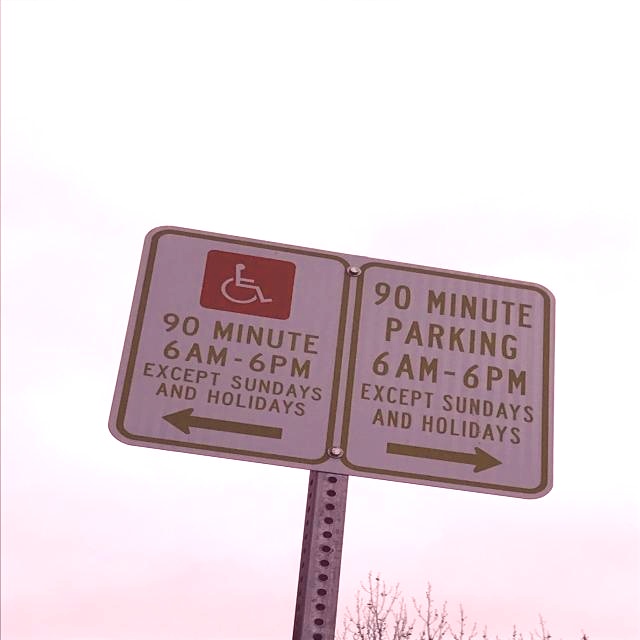 90 MINUTE
6AM-6PM
EXCEPT SUNDAYS
AND HOLIDAYS
90 MINUTE
PARKING
6AM-6PM
EXCEPT SUNDAYS
AND HOLIDAYS